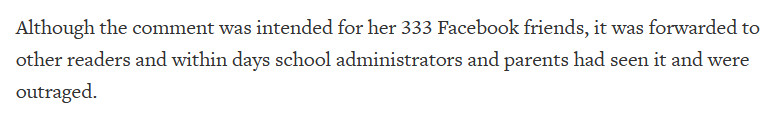 Although the comment was intended for her 333 Facebook friends, it was forwarded to
other readers and within days school administrators and parents had seen it and were
outraged.